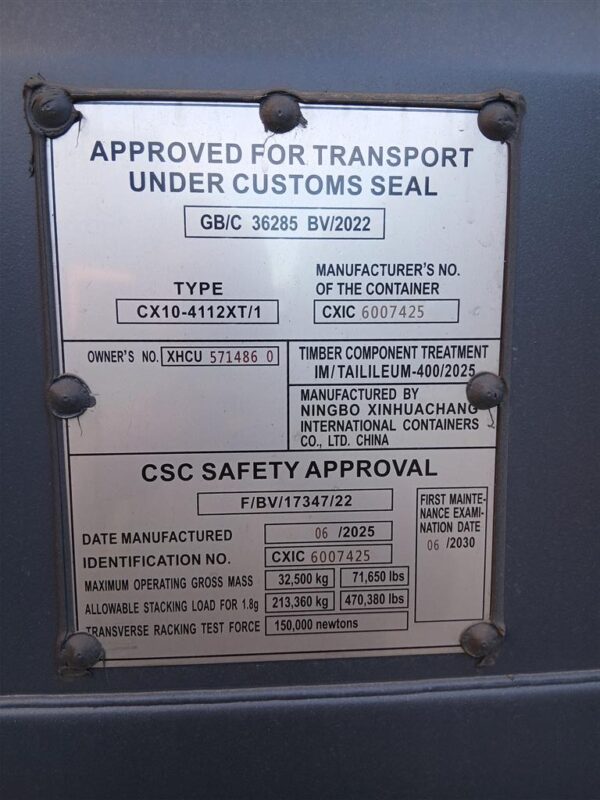 APPROVED FOR TRANSPORT
UNDER CUSTOMS SEAL
GB/C 36285 BV/2022
TYPE
CX10-4112XT/1
MANUFACTURER'S NO.
OF THE CONTAINER
CXIC 6007425
OWNER'S NO. XHCU 571486 0
TIMBER COMPONENT TREATMENT
IM/TAILILEUM-400/2025
MANUFACTURED BY
NINGBO XINHUACHANG
INTERNATIONAL CONTAINERS
CO., LTD. CHINA
CSC SAFETY APPROVAL
F/BV/17347/22
DATE MANUFACTURED 06 /2025
IDENTIFICATION NO. CXIC 6007425
MAXIMUM OPERATING GROSS MASS 32,500 kg 71,650 lbs
ALLOWABLE STACKING LOAD FOR 1.8g 213,360 kg 470,380 lbs
TRANSVERSE RACKING TEST FORCE 150,000 newtons
FIRST MAINTE-
NANCE EXAMI-
NATION DATE
06 /2030